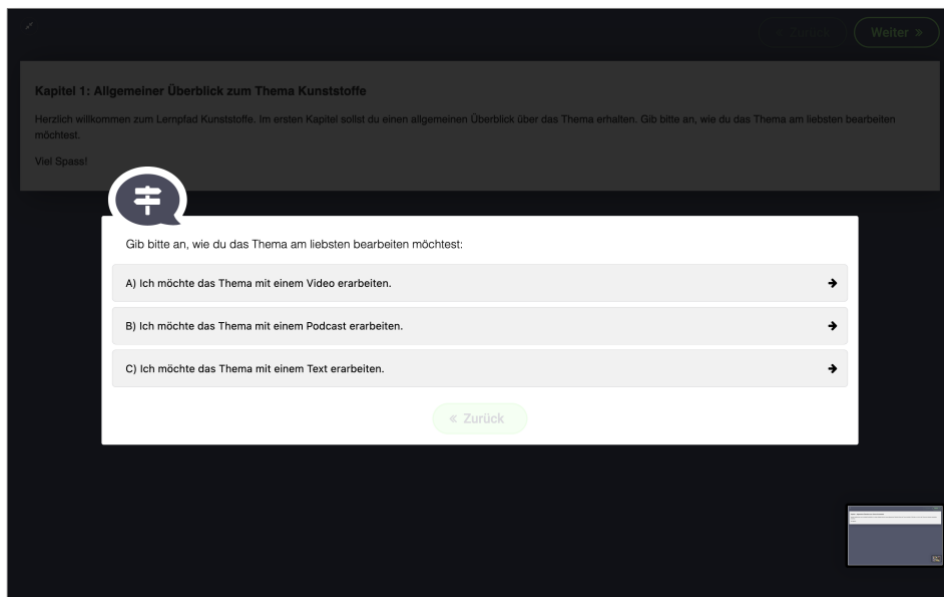 « Zurück
Weiter »
Kapitel 1: Allgemeiner Überblick zum Thema Kunststoffe
Herzlich willkommen zum Lernpfad Kunststoffe. Im ersten Kapitel sollst du einen allgemeinen Überblick über das Thema erhalten. Gib bitte an, wie du das Thema am liebsten bearbeiten
möchtest.
Viel Spass!
Gib bitte an, wie du das Thema am liebsten bearbeiten möchtest:
A) Ich möchte das Thema mit einem Video erarbeiten.
B) Ich möchte das Thema mit einem Podcast erarbeiten.
C) Ich möchte das Thema mit einem Text erarbeiten.
« Zurück